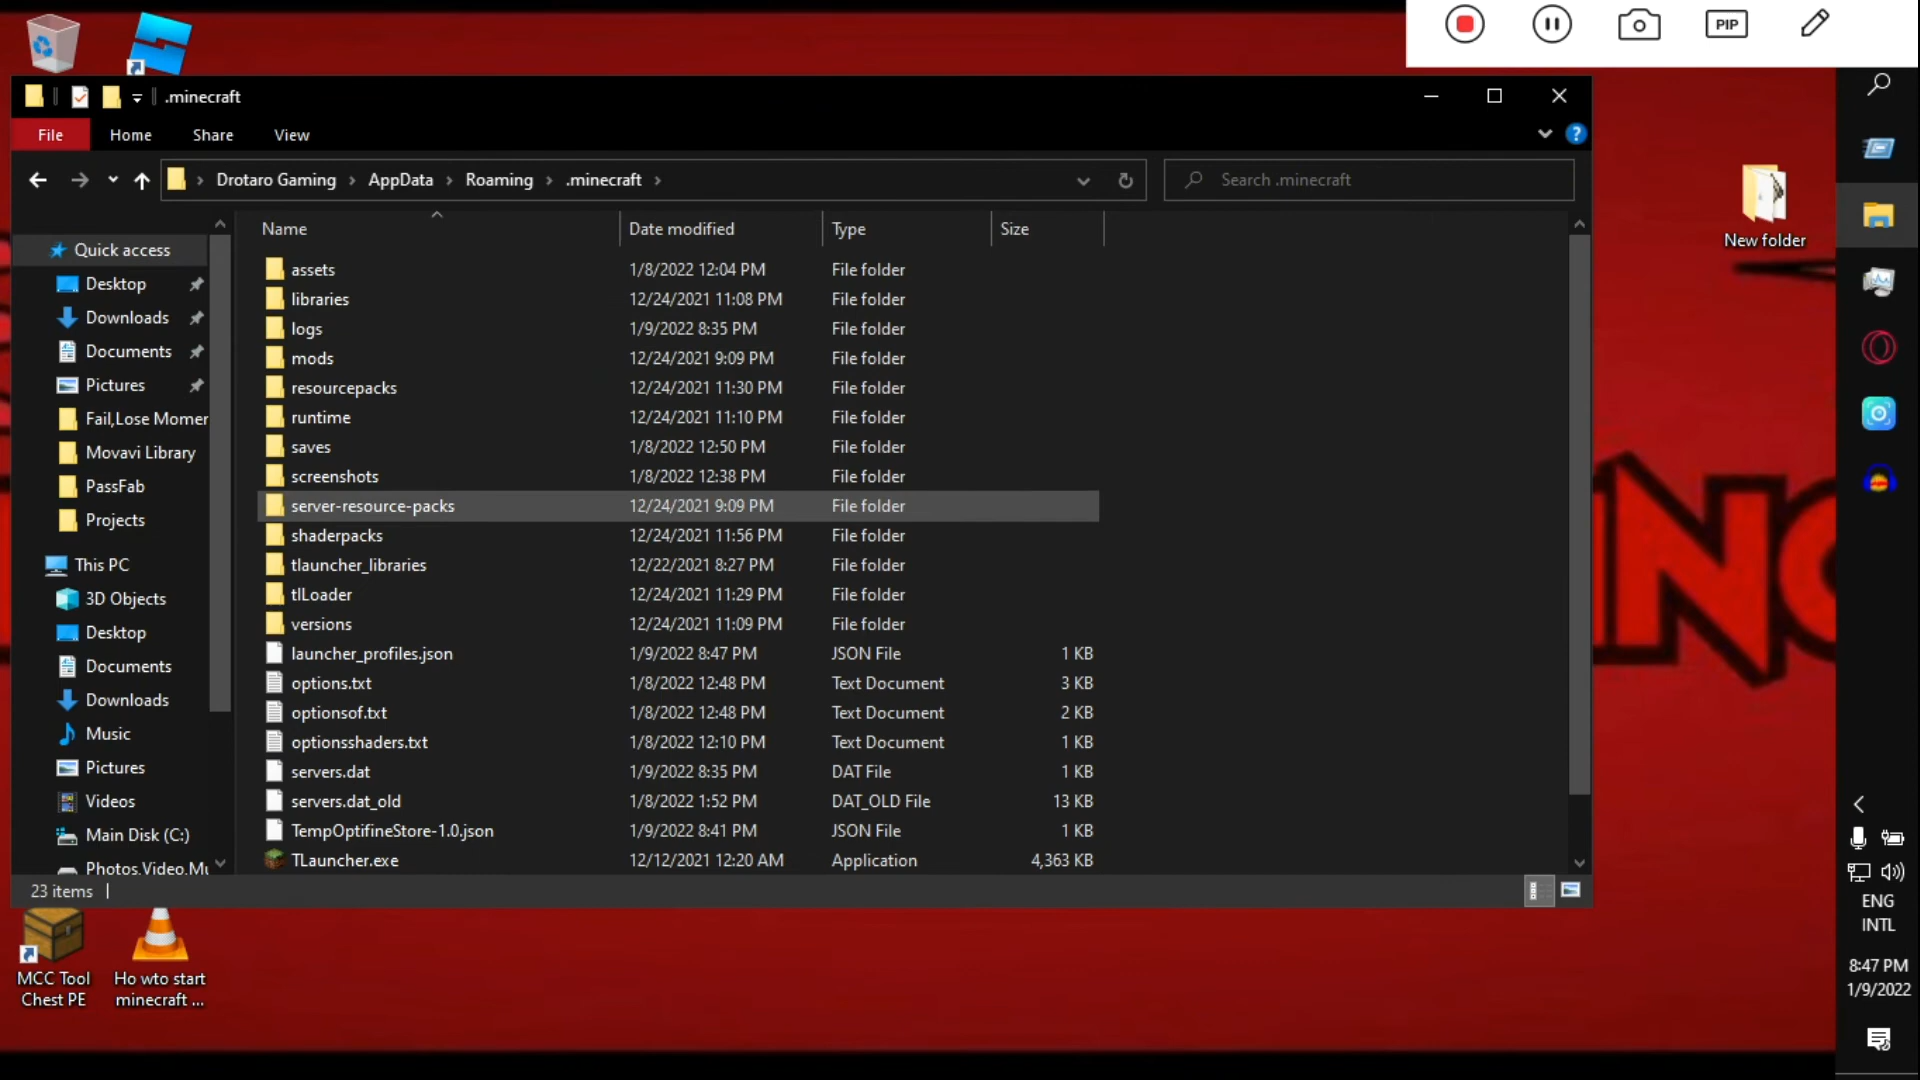 PIP
.minecraft
File Home Share View
Drotaro Gaming AppData Roaming .minecraft
Search .minecraft
Name Date modified Type Size
Quick access
Desktop
Downloads
Documents
Pictures
Fail,Lose Momer
Movavi Library
PassFab
Projects
This PC
3D Objects
Desktop
Documents
Downloads
Music
Pictures
Videos
Main Disk (C:)
Photos,Video,Mu
assets 1/8/2022 12:04 PM File folder
libraries 12/24/2021 11:08 PM File folder
logs 1/9/2022 8:35 PM File folder
mods 12/24/2021 9:09 PM File folder
resourcepacks 12/24/2021 11:30 PM File folder
runtime 12/24/2021 11:10 PM File folder
saves 1/8/2022 12:50 PM File folder
screenshots 1/8/2022 12:38 PM File folder
server-resource-packs 12/24/2021 9:09 PM File folder
shaderpacks 12/24/2021 11:56 PM File folder
tlauncher_libraries 12/22/2021 8:27 PM File folder
tlLoader 12/24/2021 11:29 PM File folder
versions 12/24/2021 11:09 PM File folder
launcher_profiles.json 1/9/2022 8:47 PM JSON File 1 KB
options.txt 1/8/2022 12:48 PM Text Document 3 KB
optionsof.txt 1/8/2022 12:48 PM Text Document 2 KB
optionsshaders.txt 1/8/2022 12:10 PM Text Document 1 KB
servers.dat 1/9/2022 8:35 PM DAT File 1 KB
servers.dat_old 1/8/2022 1:52 PM DAT_OLD File 13 KB
TempOptifineStore-1.0.json 1/9/2022 8:41 PM JSON File 1 KB
TLauncher.exe 12/12/2021 12:20 AM Application 4,363 KB
23 items
New folder
MCC Tool
Chest PE
Ho wto start
minecraft ...
ENG
INTL
8:47 PM
1/9/2022